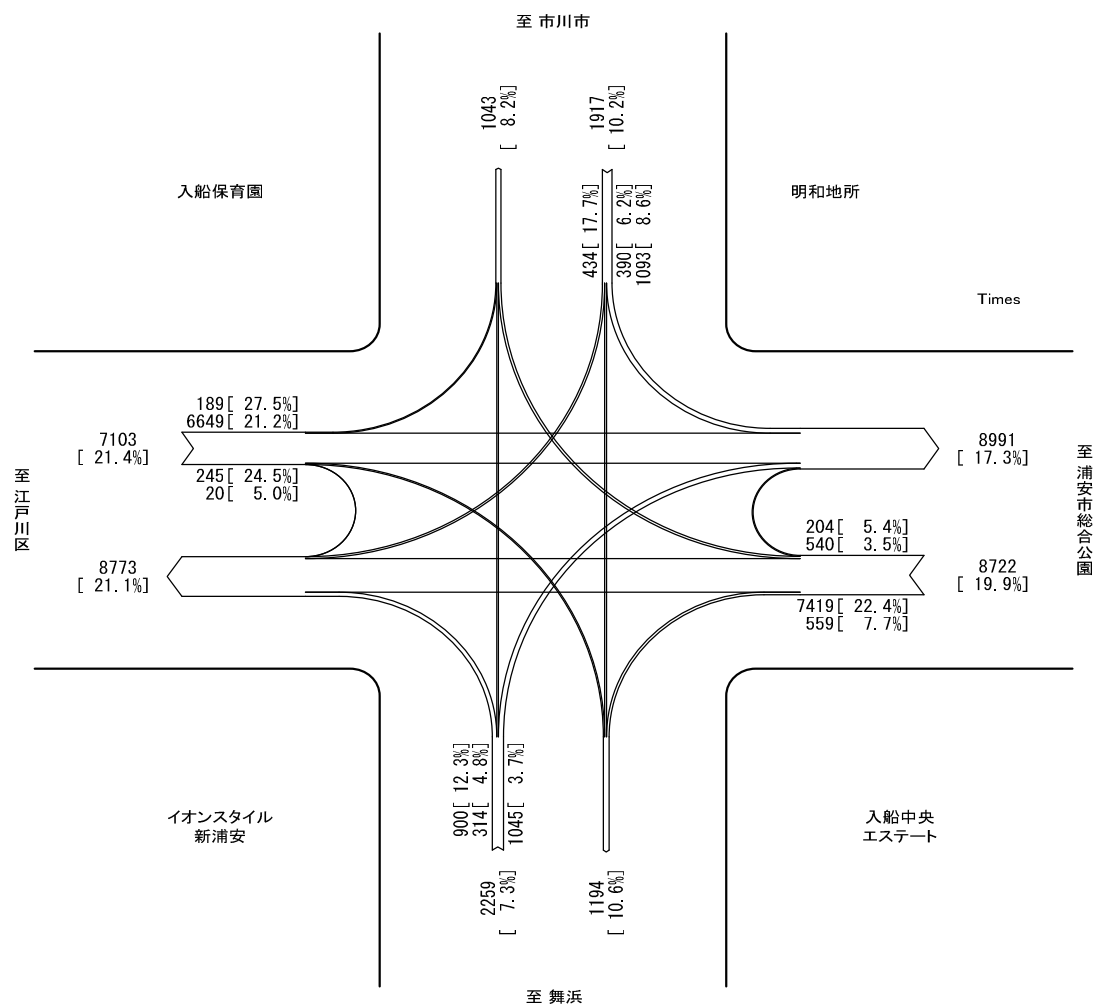 至 市川市
1043
[ 8.2%]
1917
[ 10.2%]
入船保育園
明和地所
434[ 17.7%]
390[ 6.2%]
1093[ 8.6%]
Times
189[ 27.5%]
6649[ 21.2%]
7103
[ 21.4%]
245[ 24.5%]
20[ 5.0%]
8991
[ 17.3%]
至 江戸川区
至 浦安市総合公園
204[ 5.4%]
540[ 3.5%]
8773
[ 21.1%]
8722
[ 19.9%]
7419[ 22.4%]
559[ 7.7%]
900[ 12.3%]
314[ 4.8%]
1045[ 3.7%]
イオンスタイル
新浦安
入船中央
エステート
2259
[ 7.3%]
1194
[ 10.6%]
至 舞浜